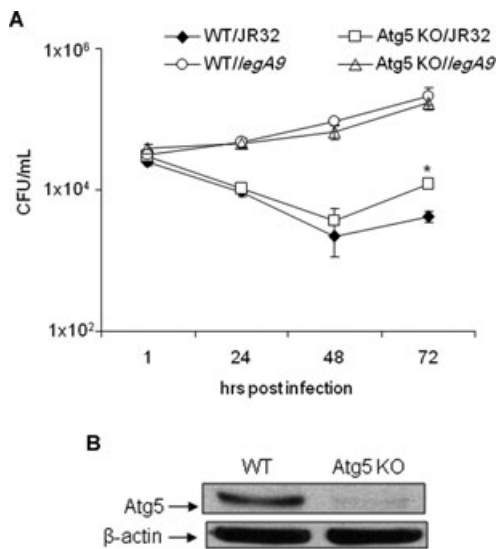 A
WT/JR32
Atg5 KO/JR32
WT/legA9
Atg5 KO/legA9
1x10⁶
1x10⁴
1x10²
CFU/mL
*
1 24 48 72
hrs post infection
B
WT Atg5 KO
Atg5
β-actin